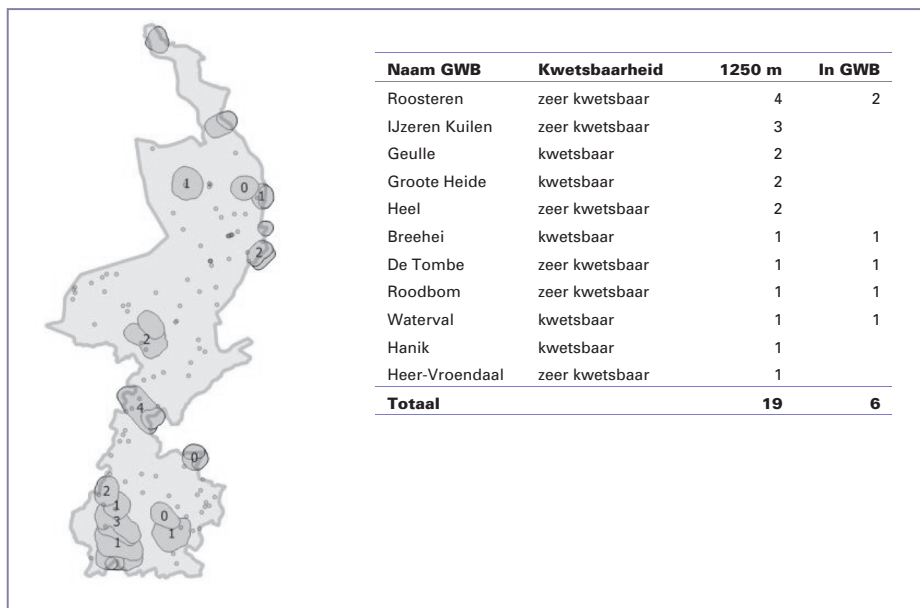 1
0
1
2
2
4
0
2
1
3
0
1
1
Naam GWB Kwetsbaarheid 1250 m In GWB
Roosteren zeer kwetsbaar 4 2
IJzeren Kuilen zeer kwetsbaar 3
Geulle kwetsbaar 2
Groote Heide kwetsbaar 2
Heel zeer kwetsbaar 2
Breehei kwetsbaar 1 1
De Tombe zeer kwetsbaar 1 1
Roodbom zeer kwetsbaar 1 1
Waterval kwetsbaar 1 1
Hanik kwetsbaar 1
Heer-Vroendaal zeer kwetsbaar 1
Totaal 19 6